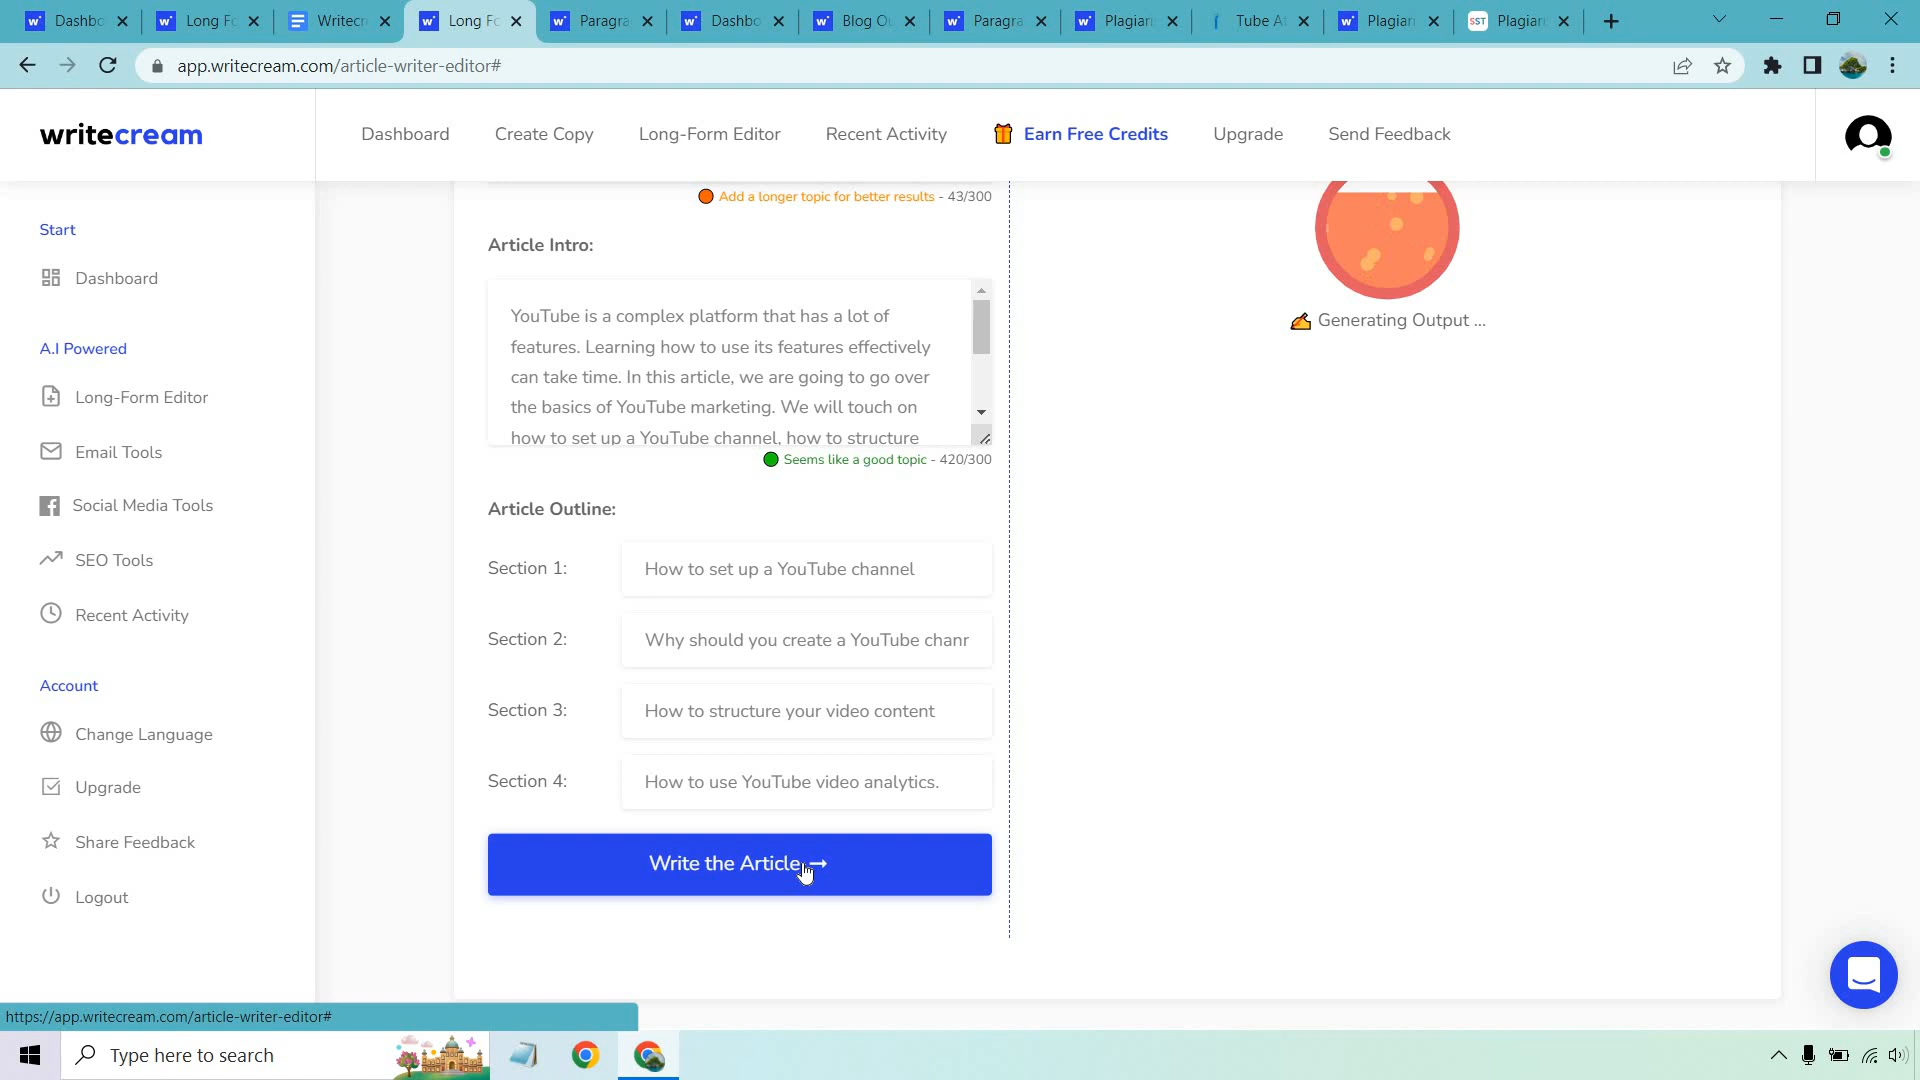 Dashbo
Long Fo
Writecr
Long Fo
Paragra
Dashbo
Blog Ou
Paragra
Plagiari
Tube At
Plagiari
SST Plagiari
app.writecream.com/article-writer-editor#
writecream
Dashboard
Create Copy
Long-Form Editor
Recent Activity
Earn Free Credits
Upgrade
Send Feedback
Start
Dashboard
A.I Powered
Long-Form Editor
Email Tools
Social Media Tools
SEO Tools
Recent Activity
Account
Change Language
Upgrade
Share Feedback
Logout
Add a longer topic for better results - 43/300
Article Intro:
YouTube is a complex platform that has a lot of
features. Learning how to use its features effectively
can take time. In this article, we are going to go over
the basics of YouTube marketing. We will touch on
how to set up a YouTube channel, how to structure
Seems like a good topic - 420/300
Article Outline:
Section 1: How to set up a YouTube channel
Section 2: Why should you create a YouTube chanr
Section 3: How to structure your video content
Section 4: How to use YouTube video analytics.
Write the Article →
Generating Output ...
https://app.writecream.com/article-writer-editor#
Type here to search